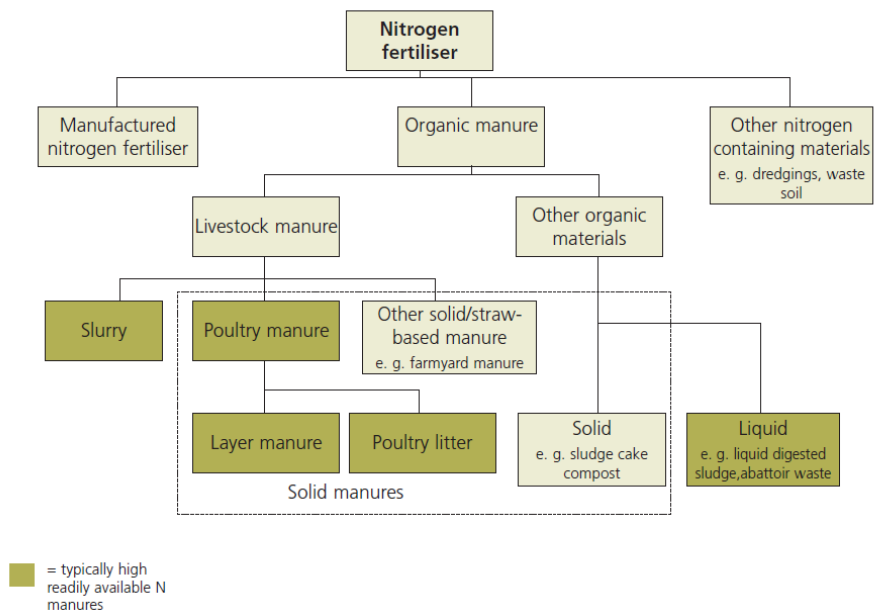 Nitrogen
fertiliser
Manufactured
nitrogen fertiliser
Organic manure
Other nitrogen
containing materials
e. g. dredgings, waste
soil
Livestock manure
Other organic
materials
Slurry
Poultry manure
Other solid/straw-
based manure
e. g. farmyard manure
Layer manure
Poultry litter
Solid
e. g. sludge cake
compost
Liquid
e. g. liquid digested
sludge,abattoir waste
Solid manures
= typically high
readily available N
manures